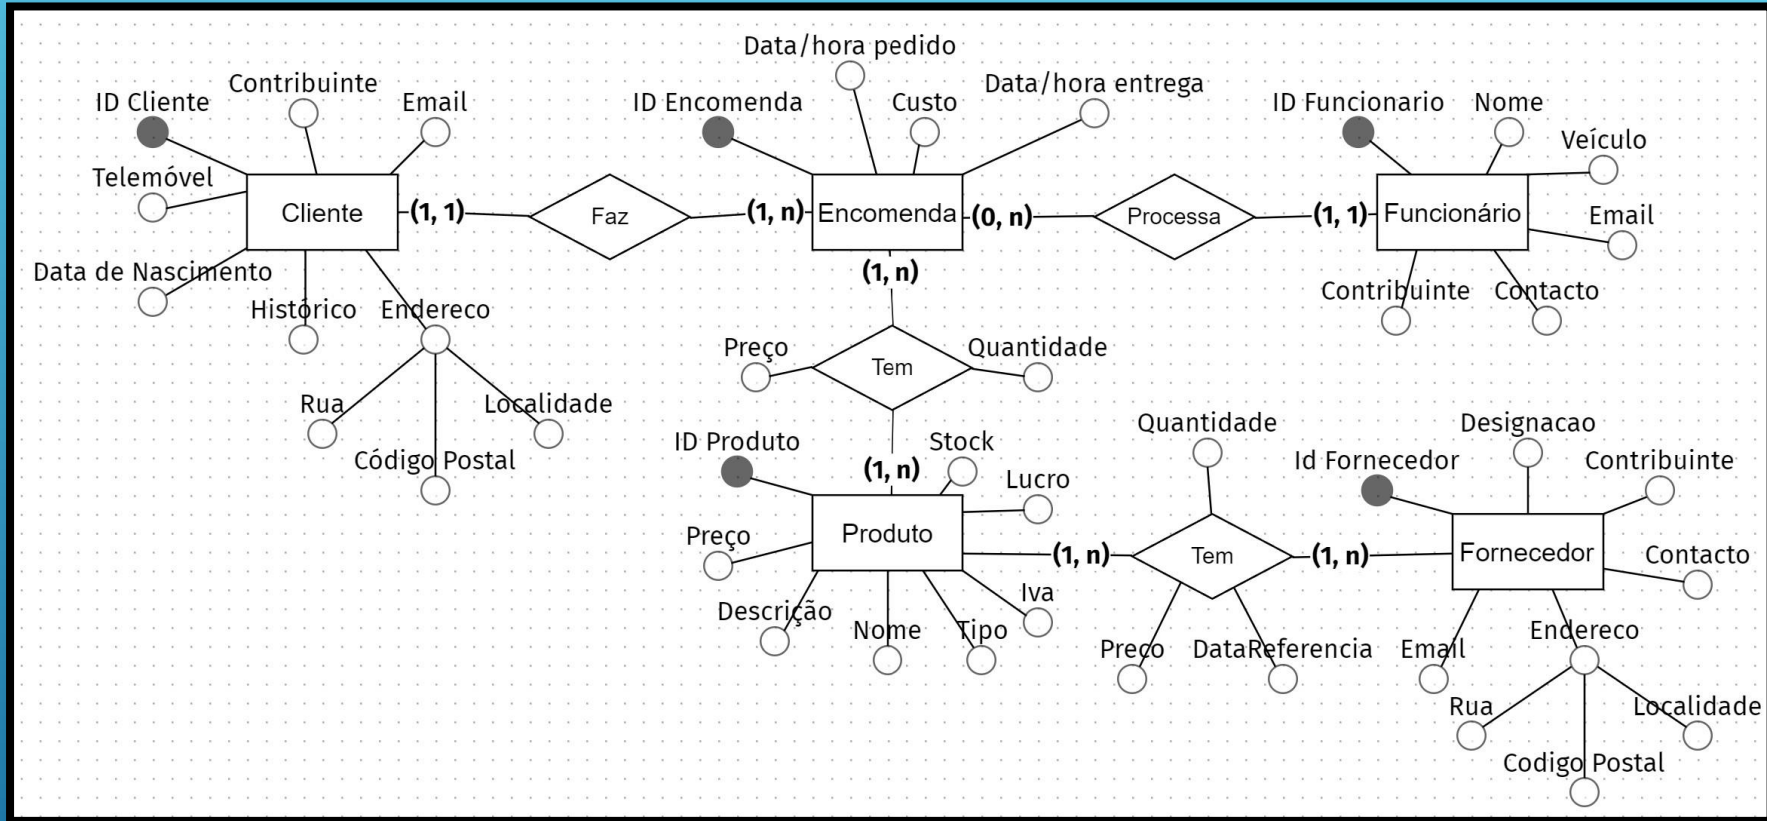 Data/hora pedido
Contribuinte
Data/hora entrega
ID Cliente
Email
ID Encomenda
Custo
ID Funcionario
Nome
Veículo
Telemóvel
Cliente
(1, 1)
Faz
(1, n)
Encomenda
(0, n)
Processa
(1, 1)
Funcionário
Email
Data de Nascimento
(1, n)
Histórico
Endereco
Contribuinte
Contacto
Preço
Tem
Quantidade
Rua
Localidade
Código Postal
Quantidade
Designacao
ID Produto
Stock
(1, n)
Lucro
Id Fornecedor
Contribuinte
Preço
Produto
(1, n)
Tem
(1, n)
Fornecedor
Contacto
Descrição
Nome
Tipo
Iva
Preço
DataReferencia
Email
Endereco
Rua
Localidade
Codigo Postal